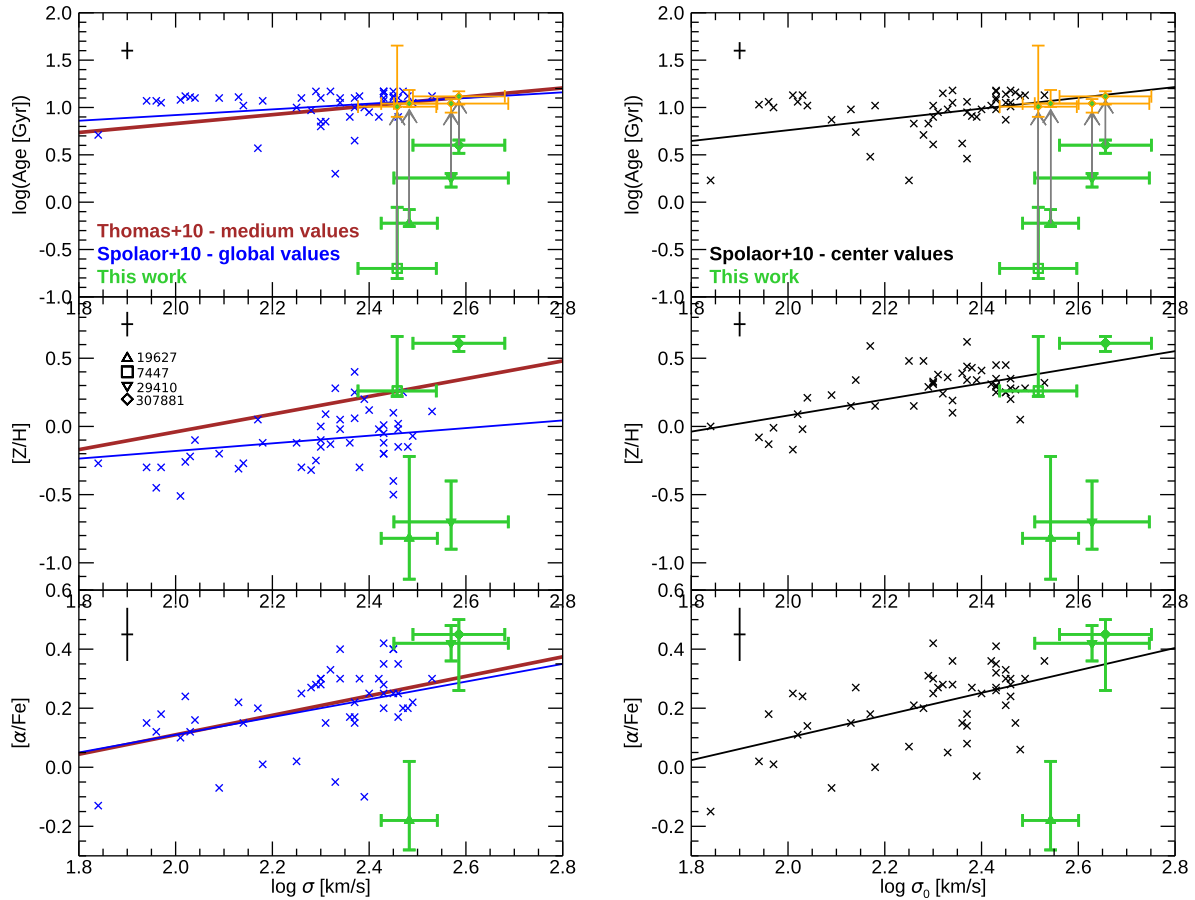 2.0
1.5
1.0
0.5
0.0
-0.5
-1.0
log(Age [Gyr])
Thomas+10 - medium values
Spolaor+10 - global values
This work
1.8 2.0 2.2 2.4 2.6 2.8
2.0
1.5
1.0
0.5
0.0
-0.5
-1.0
log(Age [Gyr])
Spolaor+10 - center values
This work
1.8 2.0 2.2 2.4 2.6 2.8
0.5
0.0
-0.5
-1.0
[Z/H]
19627
7447
29410
307881
1.8 2.0 2.2 2.4 2.6 2.8
0.5
0.0
-0.5
-1.0
[Z/H]
1.8 2.0 2.2 2.4 2.6 2.8
0.6
0.4
0.2
0.0
-0.2
[α/Fe]
1.8 2.0 2.2 2.4 2.6 2.8
log σ [km/s]
0.6
0.4
0.2
0.0
-0.2
[α/Fe]
1.8 2.0 2.2 2.4 2.6 2.8
log σ₀ [km/s]